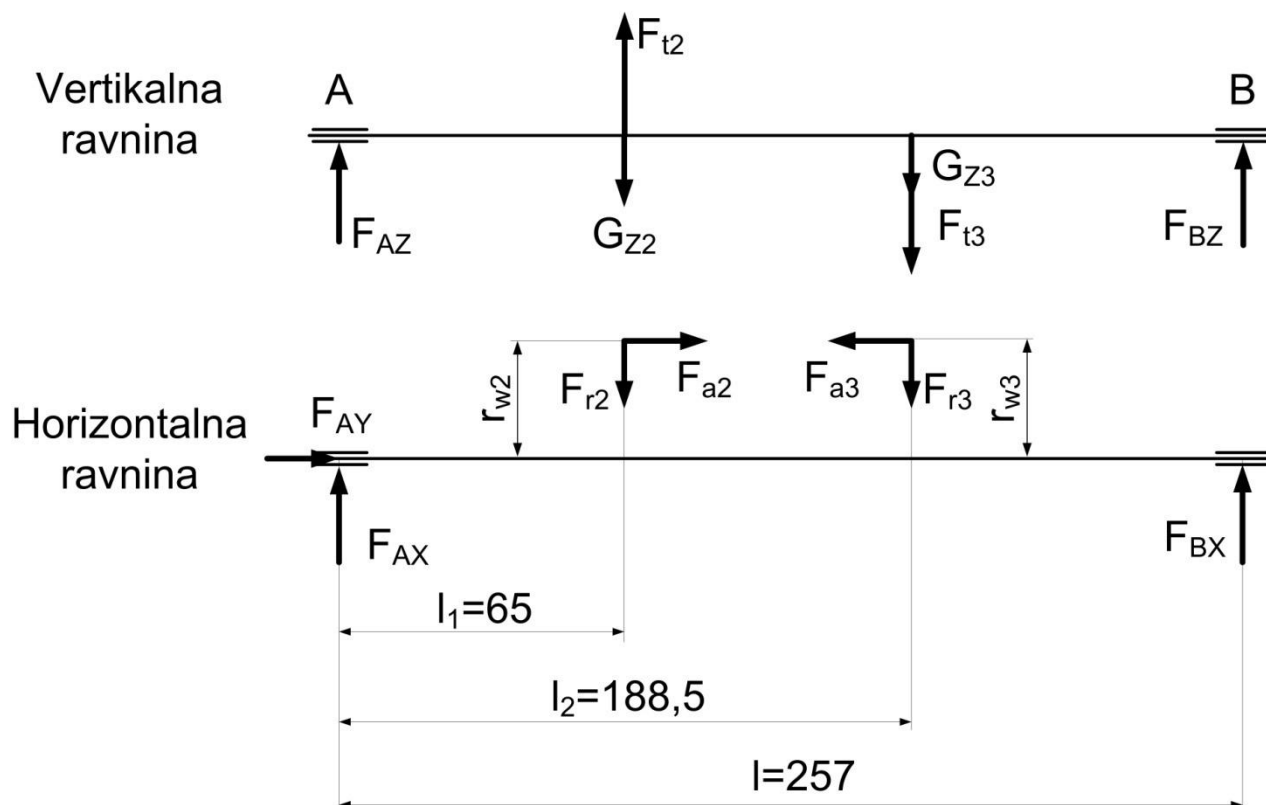 Vertikalna
ravnina
A
F_t2
B
F_AZ
G_Z2
G_Z3
F_t3
F_BZ
Horizontalna
ravnina
F_AY
r_w2
F_r2
F_a2
F_a3
F_r3
r_w3
F_AX
F_BX
l_1=65
l_2=188,5
l=257